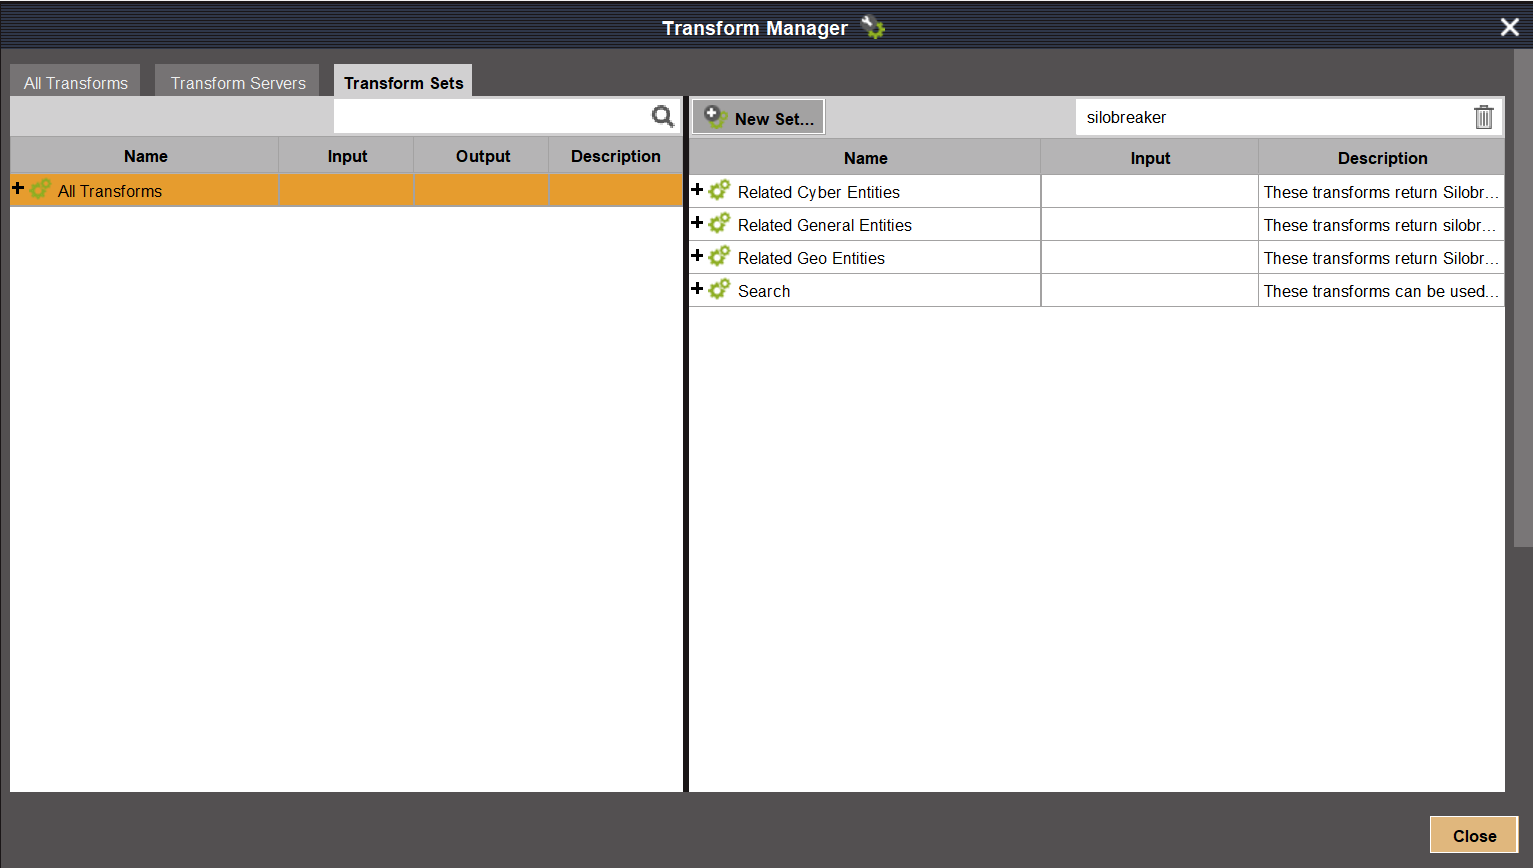 Transform Manager
All Transforms Transform Servers Transform Sets
New Set... silobreaker
Name Input Output Description
All Transforms
Name Input Description
Related Cyber Entities These transforms return Silobr...
Related General Entities These transforms return silobr...
Related Geo Entities These transforms return Silobr...
Search These transforms can be used...
Close